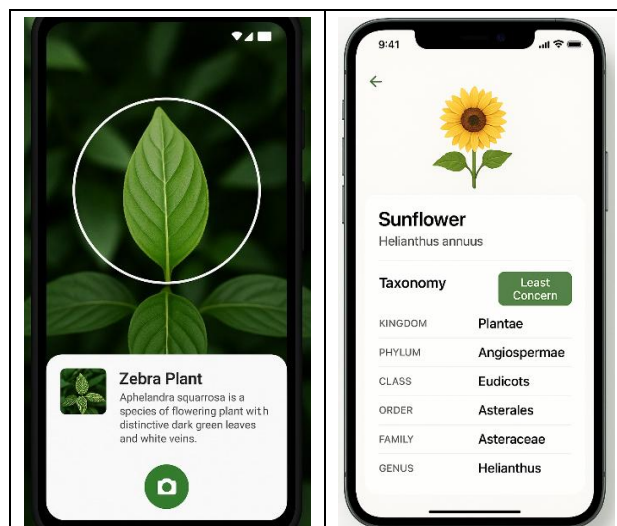 Zebra Plant
Aphelandra squarrosa is a
species of flowering plant with
distinctive dark green leaves
and white veins.
9:41
Sunflower
Helianthus annuus
Taxonomy
Least
Concern
KINGDOM Plantae
PHYLUM Angiospermae
CLASS Eudicots
ORDER Asterales
FAMILY Asteraceae
GENUS Helianthus